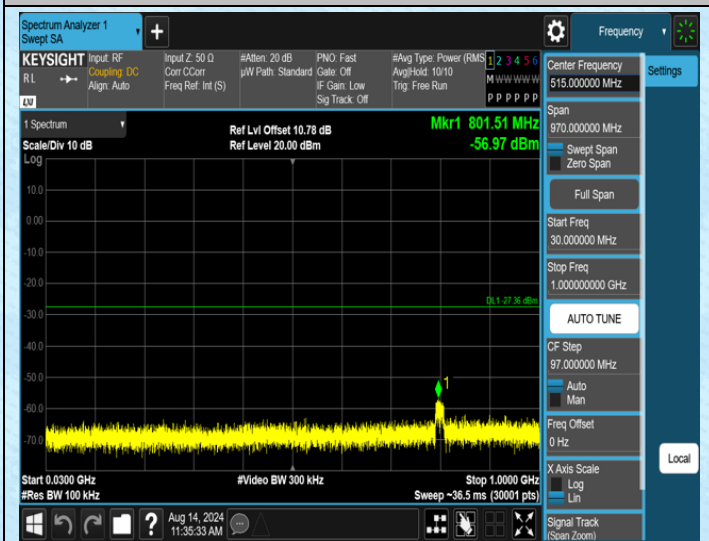 Spectrum Analyzer 1
Swept SA
+
Frequency
KEYSIGHT
RL
LXI
Input: RF
Coupling: DC
Align: Auto
Input Z: 50 Ω
Corr CCorr
Freq Ref: Int (S)
#Atten: 20 dB
µW Path: Standard
PNO: Fast
Gate: Off
IF Gain: Low
Sig Track: Off
#Avg Type: Power (RMS
Avg|Hold: 10/10
Trig: Free Run
1 2 3 4 5 6
M W W W W W
P P P P P P
Center Frequency
515.000000 MHz
Settings
1 Spectrum
Scale/Div 10 dB
Log
Ref Lvl Offset 10.78 dB
Ref Level 20.00 dBm
Mkr1 801.51 MHz
-56.97 dBm
10.0
0.00
-10.0
-20.0
-30.0
-40.0
-50.0
-60.0
-70.0
DL1 -27.36 dBm
1
Start 0.0300 GHz
#Res BW 100 kHz
#Video BW 300 kHz
Stop 1.0000 GHz
Sweep ~36.5 ms (30001 pts)
Span
970.000000 MHz
Swept Span
Zero Span
Full Span
Start Freq
30.000000 MHz
Stop Freq
1.000000000 GHz
AUTO TUNE
CF Step
97.000000 MHz
Auto
Man
Freq Offset
0 Hz
X Axis Scale
Log
Lin
Signal Track
(Span Zoom)
Local
?
Aug 14, 2024
11:35:33 AM